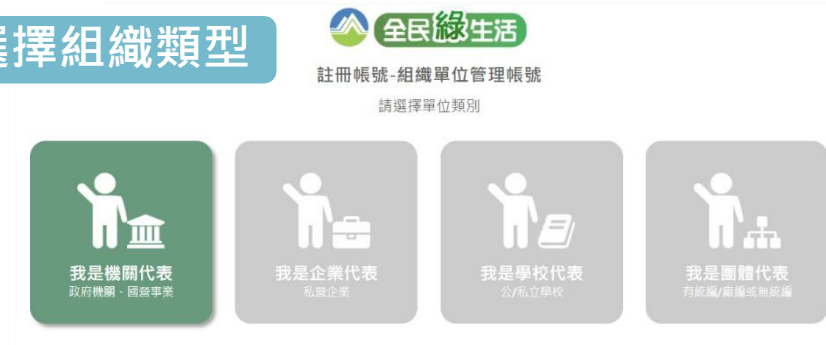 擇組織類型
全民綠生活
註冊帳號-組織單位管理帳號
請選擇單位類別
我是機關代表
政府機關、國營事業
我是企業代表
私營企業
我是學校代表
公/私立學校
我是團體代表
有統編/扁編或無統編